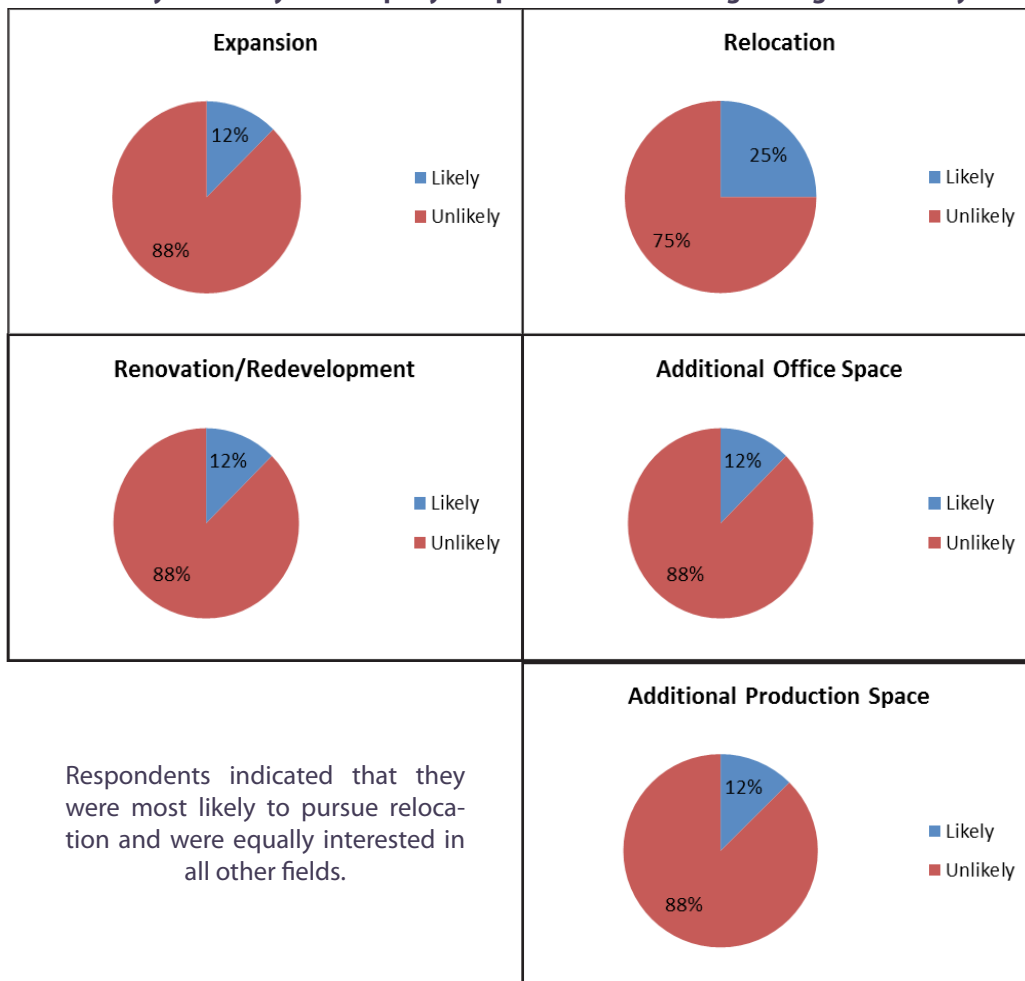 Expansion
12%
88%
Likely
Unlikely
Relocation
25%
75%
Likely
Unlikely
Renovation/Redevelopment
12%
88%
Likely
Unlikely
Additional Office Space
12%
88%
Likely
Unlikely
Respondents indicated that they
were most likely to pursue reloca-
tion and were equally interested in
all other fields.
Additional Production Space
12%
88%
Likely
Unlikely